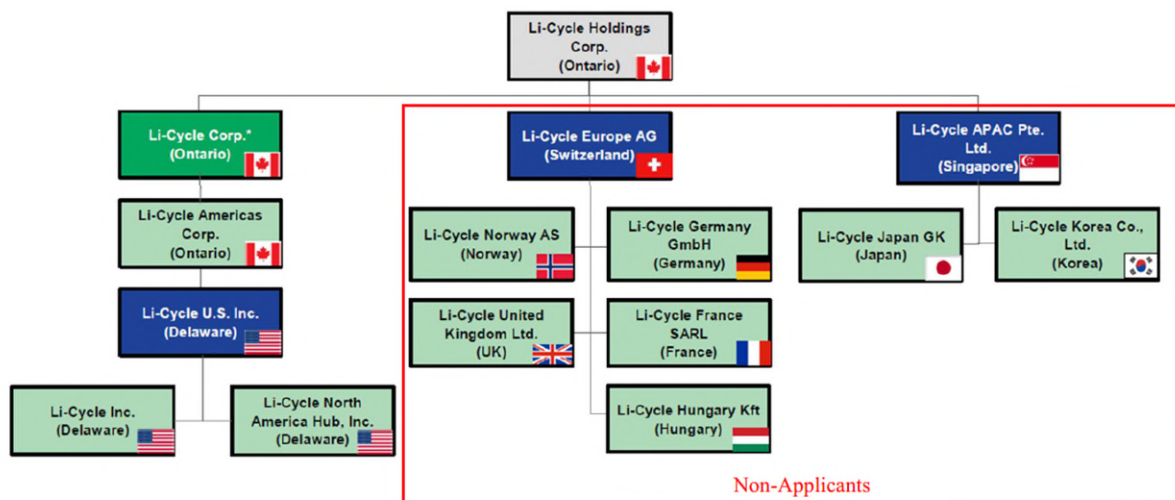 Li-Cycle Holdings
Corp.
(Ontario)
Li-Cycle Corp.*
(Ontario)
Li-Cycle Europe AG
(Switzerland)
Li-Cycle APAC Pte.
Ltd.
(Singapore)
Li-Cycle Americas
Corp.
(Ontario)
Li-Cycle Norway AS
(Norway)
Li-Cycle Germany
GmbH
(Germany)
Li-Cycle Japan GK
(Japan)
Li-Cycle Korea Co.,
Ltd.
(Korea)
Li-Cycle U.S. Inc.
(Delaware)
Li-Cycle United
Kingdom Ltd.
(UK)
Li-Cycle France
SARL
(France)
Li-Cycle Inc.
(Delaware)
Li-Cycle North
America Hub, Inc.
(Delaware)
Li-Cycle Hungary Kft
(Hungary)
Non-Applicants